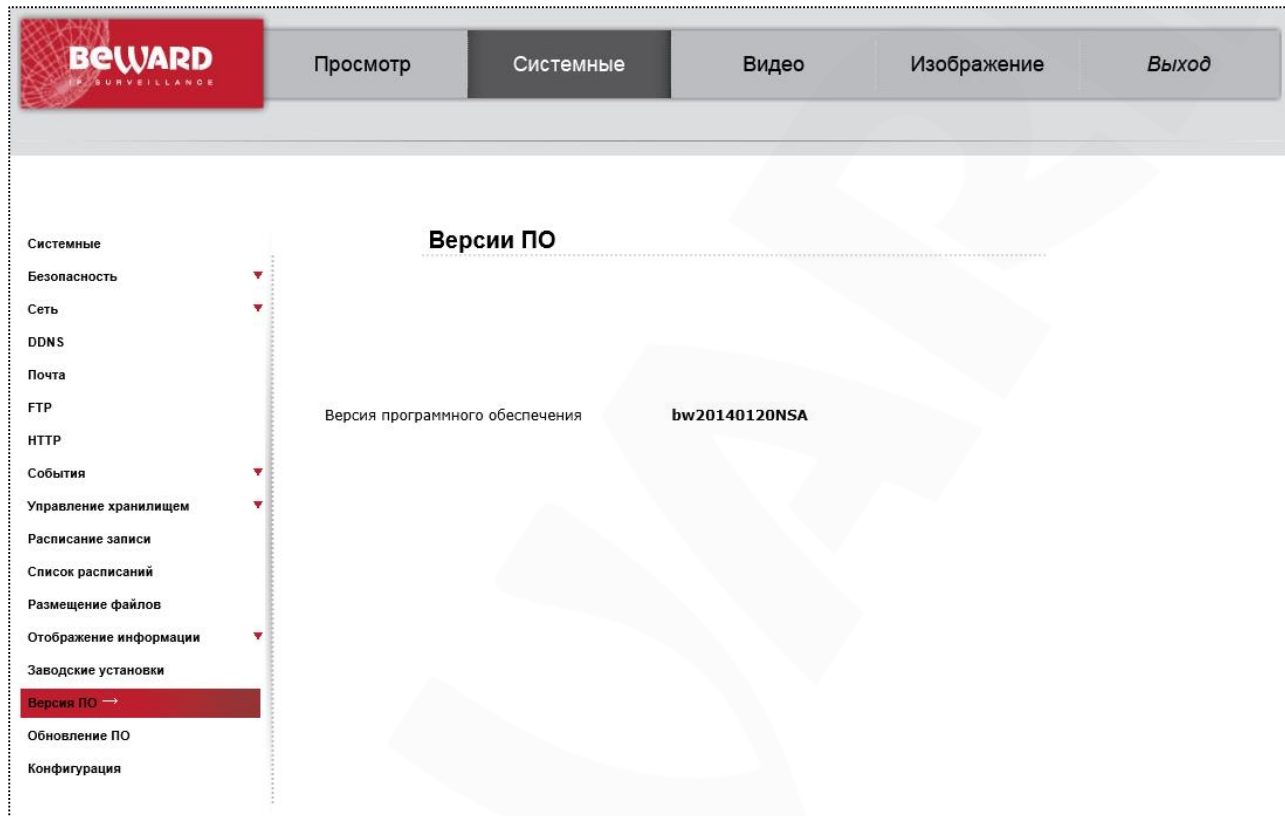 BEWARD
IP SURVEILLANCE
Просмотр
Системные
Видео
Изображение
Выход
Версии ПО
Системные
Безопасность
Сеть
DDNS
Почта
FTP
HTTP
События
Управление хранилищем
Расписание записи
Список расписаний
Размещение файлов
Отображение информации
Заводские установки
Версия ПО →
Обновление ПО
Конфигурация
Версия программного обеспечения
bw20140120NSA